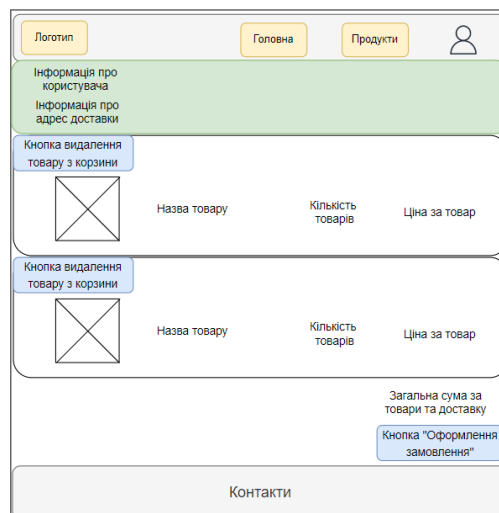 Логотип
Головна
Продукти
Інформація про
користувача
Інформація про
адрес доставки
Кнопка видалення
товару з корзини
Назва товару
Кількість
товарів
Ціна за товар
Кнопка видалення
товару з корзини
Назва товару
Кількість
товарів
Ціна за товар
Загальна сума за
товари та доставку
Кнопка "Оформлення
замовлення"
Контакти